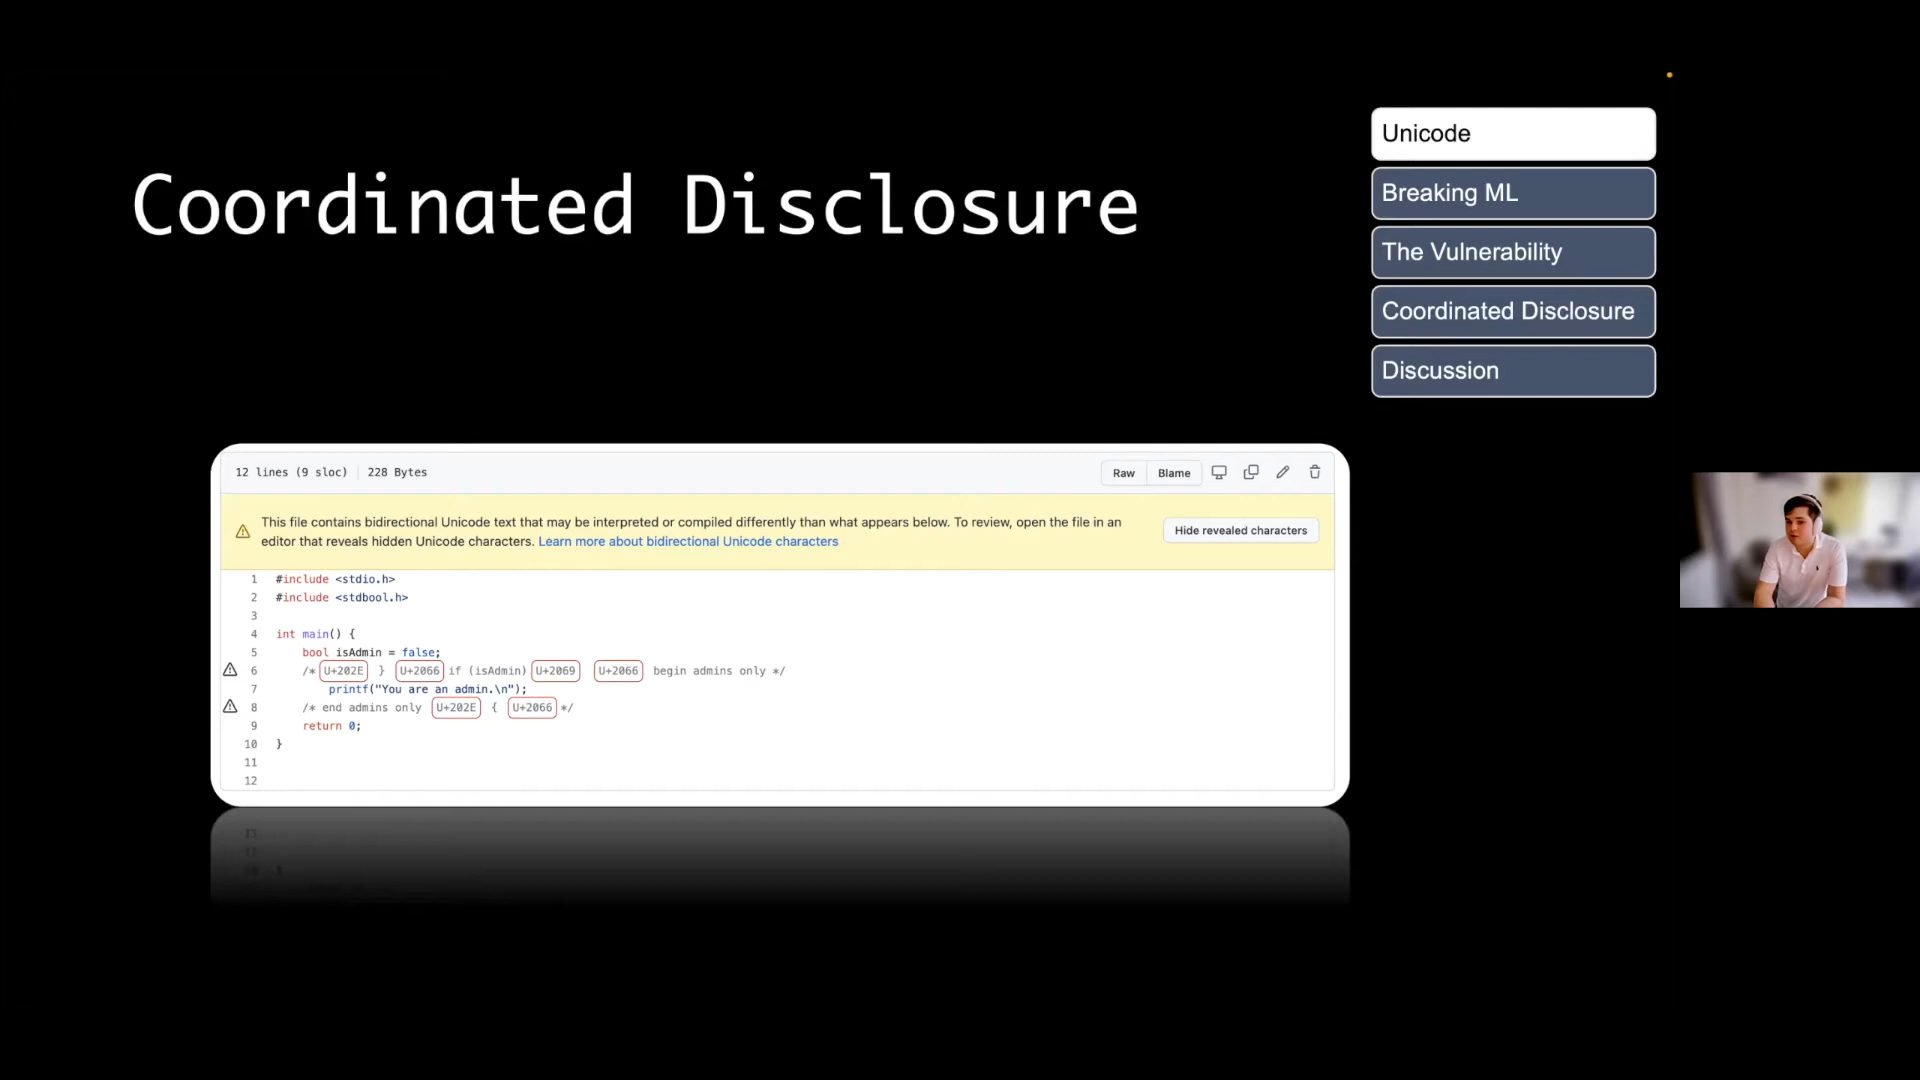 Coordinated Disclosure
Unicode
Breaking ML
The Vulnerability
Coordinated Disclosure
Discussion
12 lines (9 sloc) | 228 Bytes
Raw Blame
This file contains bidirectional Unicode text that may be interpreted or compiled differently than what appears below. To review, open the file in an
editor that reveals hidden Unicode characters. Learn more about bidirectional Unicode characters
Hide revealed characters
1 #include <stdio.h>
2 #include <stdbool.h>
3
4 int main() {
5 bool isAdmin = false;
6 /* U+202E } U+2066 if (isAdmin) U+2069 U+2066 begin admins only */
7 printf("You are an admin.\n");
8 /* end admins only U+202E { U+2066 */
9 return 0;
10 }
11
12